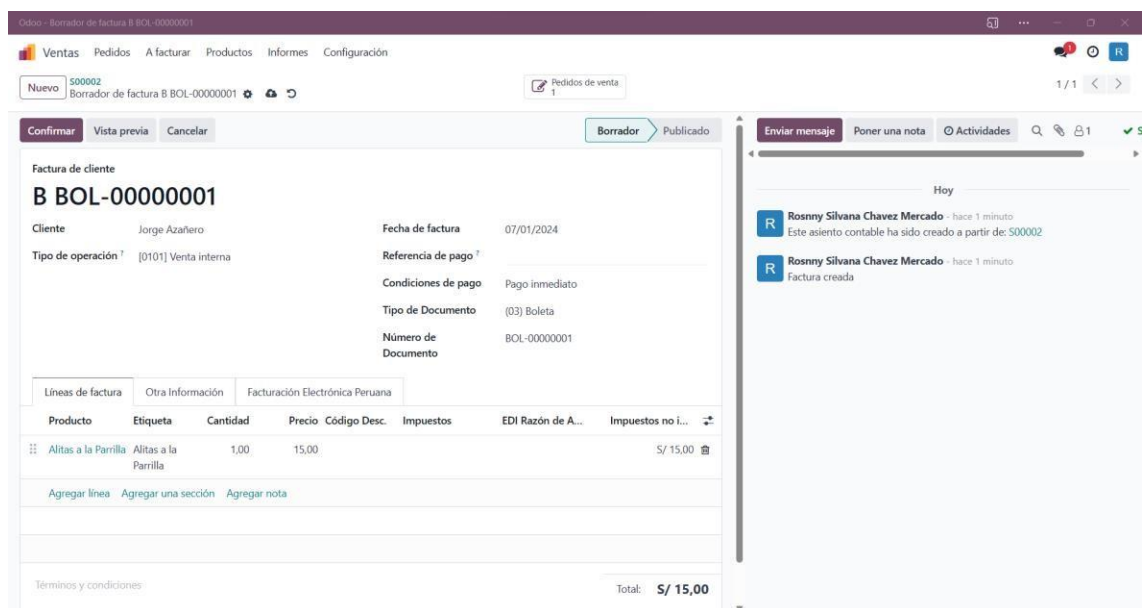 Odoo - Borrador de factura B BOL-00000001
Ventas Pedidos A facturar Productos Informes Configuración
1 R
Nuevo S00002
Borrador de factura B BOL-00000001
Pedidos de venta
1
1/1
Confirmar Vista previa Cancelar Borrador Publicado
Enviar mensaje Poner una nota Actividades 1 S
Factura de cliente
B BOL-00000001
Cliente Jorge Azañero
Tipo de operación ? [0101] Venta interna
Fecha de factura 07/01/2024
Referencia de pago ?
Condiciones de pago Pago inmediato
Tipo de Documento (03) Boleta
Número de
Documento BOL-00000001
Hoy
R Rosnny Silvana Chavez Mercado - hace 1 minuto
Este asiento contable ha sido creado a partir de: S00002
R Rosnny Silvana Chavez Mercado - hace 1 minuto
Factura creada
Líneas de factura Otra Información Facturación Electrónica Peruana
Producto Etiqueta Cantidad Precio Código Desc. Impuestos EDI Razón de A... Impuestos no i...
Alitas a la Parrilla Alitas a la
Parrilla 1,00 15,00 S/ 15,00
Agregar línea Agregar una sección Agregar nota
Términos y condiciones
Total: S/ 15,00